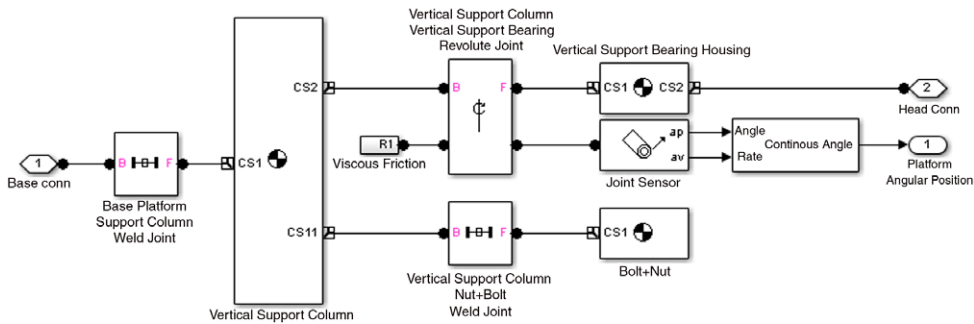 Vertical Support Column
Vertical Support Bearing
Revolute Joint
Vertical Support Bearing Housing
CS2
B
F
CS1
CS2
2
Head Conn
R1
Viscous Friction
ap
av
Joint Sensor
Angle
Rate
Continous Angle
1
Platform
Angular Position
1
Base conn
B
F
Base Platform
Support Column
Weld Joint
CS1
CS11
Vertical Support Column
B
F
Vertical Support Column
Nut+Bolt
Weld Joint
CS1
Bolt+Nut